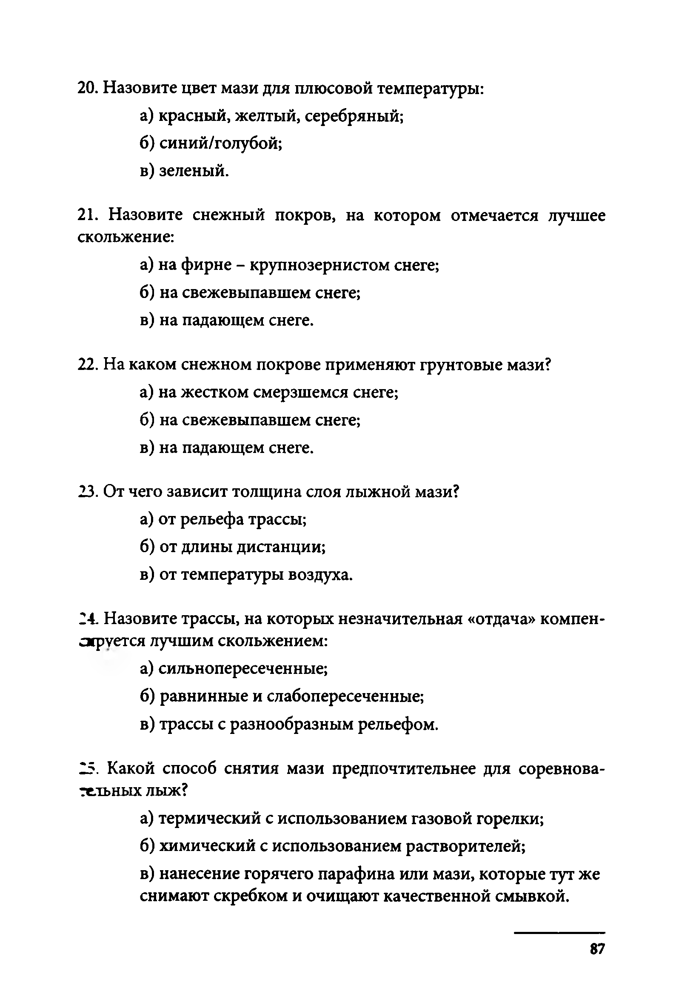 20. Назовите цвет мази для плюсовой температуры:
а) красный, желтый, серебряный;
б) синий/голубой;
в) зеленый.
21. Назовите снежный покров, на котором отмечается лучшее
скольжение:
а) на фирне – крупнозернистом снеге;
б) на свежевыпавшем снеге;
в) на падающем снеге.
22. На каком снежном покрове применяют грунтовые мази?
а) на жестком смерзшемся снеге;
б) на свежевыпавшем снеге;
в) на падающем снеге.
23. От чего зависит толщина слоя лыжной мази?
а) от рельефа трассы;
б) от длины дистанции;
в) от температуры воздуха.
24. Назовите трассы, на которых незначительная «отдача» компен-
сируется лучшим скольжением:
а) сильнопересеченные;
б) равнинные и слабопересеченные;
в) трассы с разнообразным рельефом.
25. Какой способ снятия мази предпочтительнее для соревнова-
тельных лыж?
а) термический с использованием газовой горелки;
б) химический с использованием растворителей;
в) нанесение горячего парафина или мази, которые тут же
снимают скребком и очищают качественной смывкой.
87